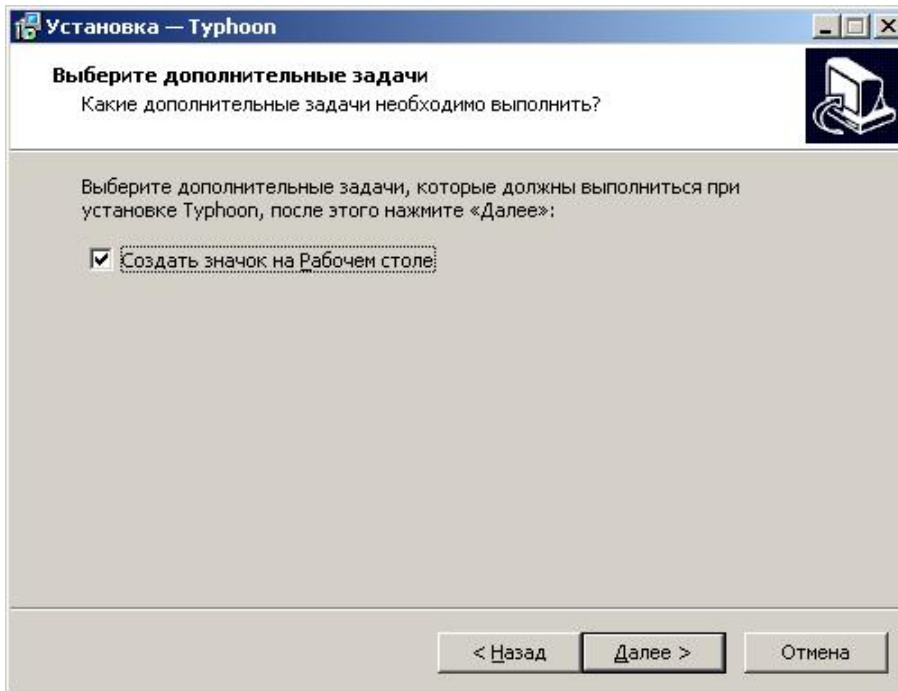 Установка — Typhoon
Выберите дополнительные задачи
Какие дополнительные задачи необходимо выполнить?
Выберите дополнительные задачи, которые должны выполниться при
установке Typhoon, после этого нажмите «Далее»:
Создать значок на Рабочем столе
< Назад
Далее >
Отмена